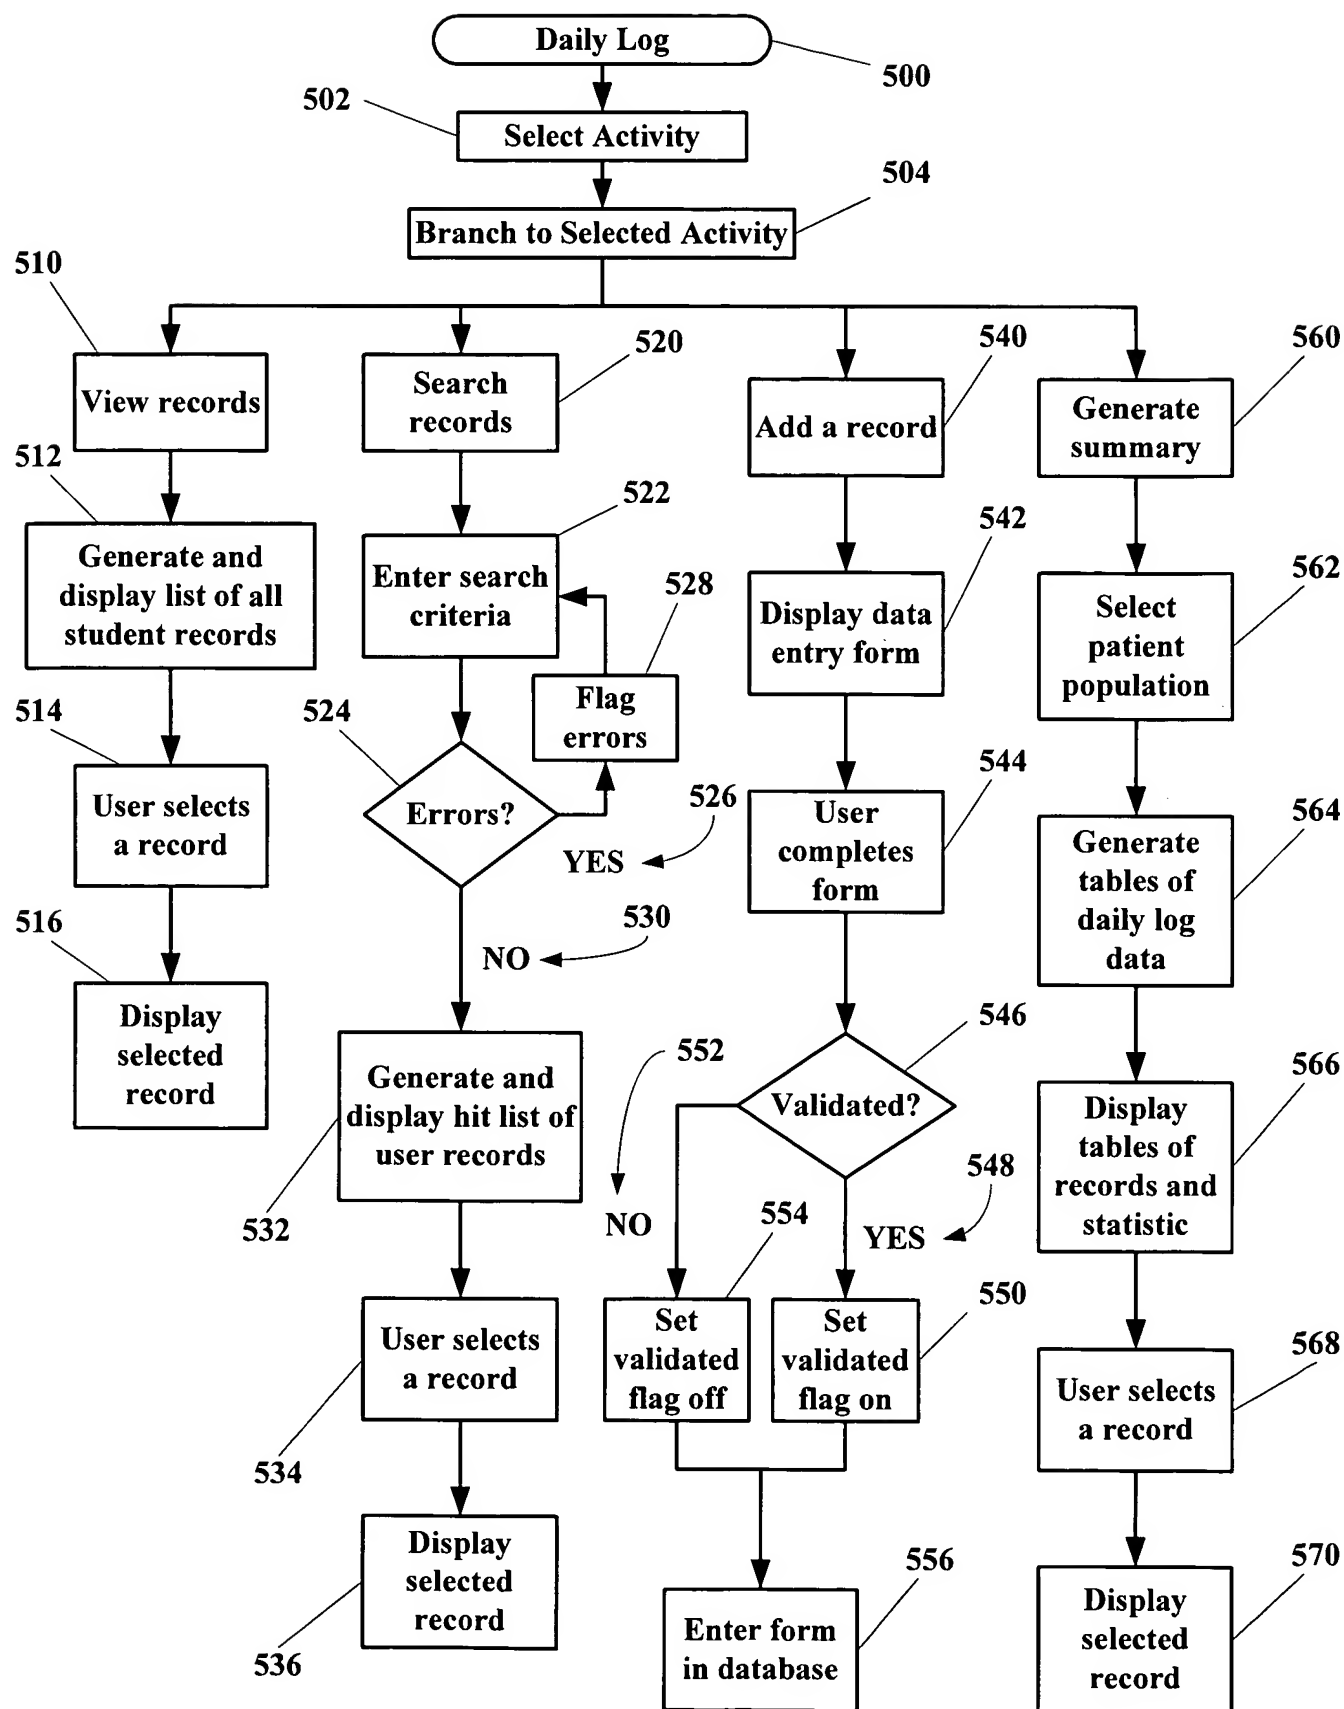 Daily Log
500
502
Select Activity
504
Branch to Selected Activity
510
View records
512
Generate and
display list of all
student records
514
User selects
a record
516
Display
selected
record
520
Search
records
522
Enter search
criteria
528
Flag
errors
524
Errors?
526
YES
530
NO
Generate and
display hit list of
user records
532
User selects
a record
534
Display
selected
record
536
540
Add a record
542
Display data
entry form
544
User
completes
form
546
Validated?
552
NO
548
YES
554
Set
validated
flag off
550
Set
validated
flag on
556
Enter form
in database
560
Generate
summary
562
Select
patient
population
564
Generate
tables of
daily log
data
566
Display
tables of
records and
statistic
568
User selects
a record
570
Display
selected
record